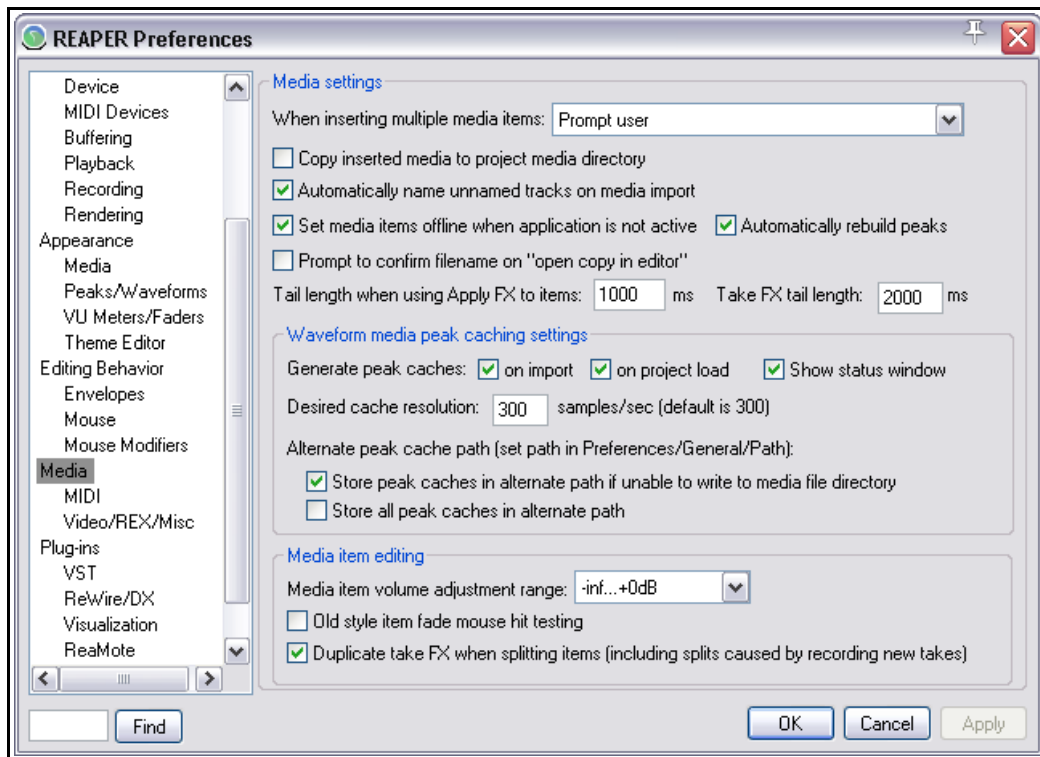 REAPER Preferences
Device
MIDI Devices
Buffering
Playback
Recording
Rendering
Appearance
Media
Peaks/Waveforms
VU Meters/Faders
Theme Editor
Editing Behavior
Envelopes
Mouse
Mouse Modifiers
Media
MIDI
Video/REX/Misc
Plug-ins
VST
ReWire/DX
Visualization
ReaMote
Find
Media settings
When inserting multiple media items: Prompt user
Copy inserted media to project media directory
Automatically name unnamed tracks on media import
Set media items offline when application is not active Automatically rebuild peaks
Prompt to confirm filename on "open copy in editor"
Tail length when using Apply FX to items: 1000 ms Take FX tail length: 2000 ms
Waveform media peak caching settings
Generate peak caches: on import on project load Show status window
Desired cache resolution: 300 samples/sec (default is 300)
Alternate peak cache path (set path in Preferences/General/Path):
Store peak caches in alternate path if unable to write to media file directory
Store all peak caches in alternate path
Media item editing
Media item volume adjustment range: -inf...+0dB
Old style item fade mouse hit testing
Duplicate take FX when splitting items (including splits caused by recording new takes)
OK Cancel Apply